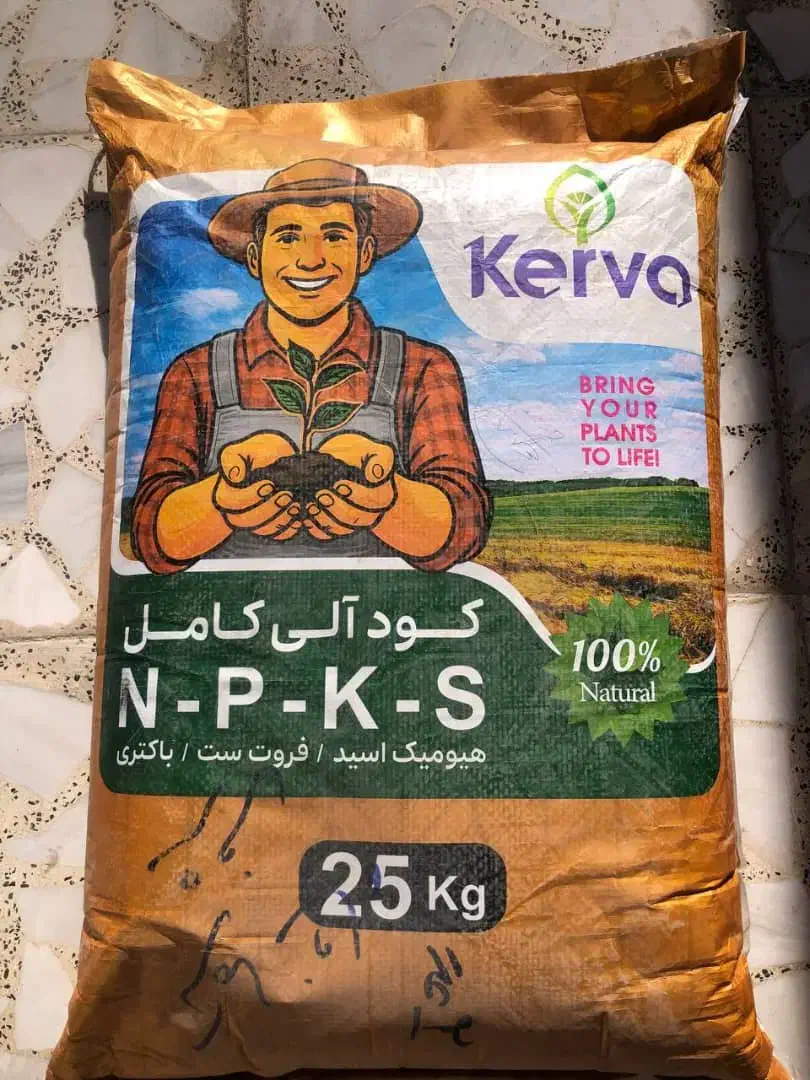 Kerva
BRING
YOUR
PLANTS
TO LIFE!
کود آلی کامل
N-P-K-S
هیومیک اسید / فروت ست / باکتری
100%
Natural
25 Kg